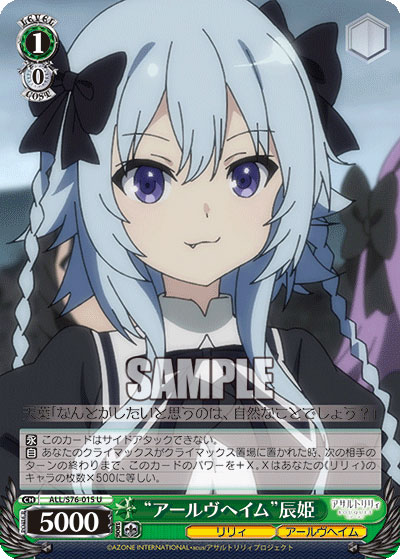 LEVEL
1
0
COST
SAMPLE
天葉「なんとかしたいと思うのは、自然なことでしょう?」
永 このカードはサイドアタックできない。
自 あなたのクライマックスがクライマックス置場に置かれた時、次の相手の
ターンの終わりまで、このカードのパワーを+X。Xはあなたの《リリィ》の
キャラの枚数×500に等しい。
CH ALL/S76-015 U
5000
“アールヴヘイム”辰姫
アサルトリリィ
リリィ アールヴヘイム
©AZONE INTERNATIONAL・acus/アサルトリリィプロジェクト